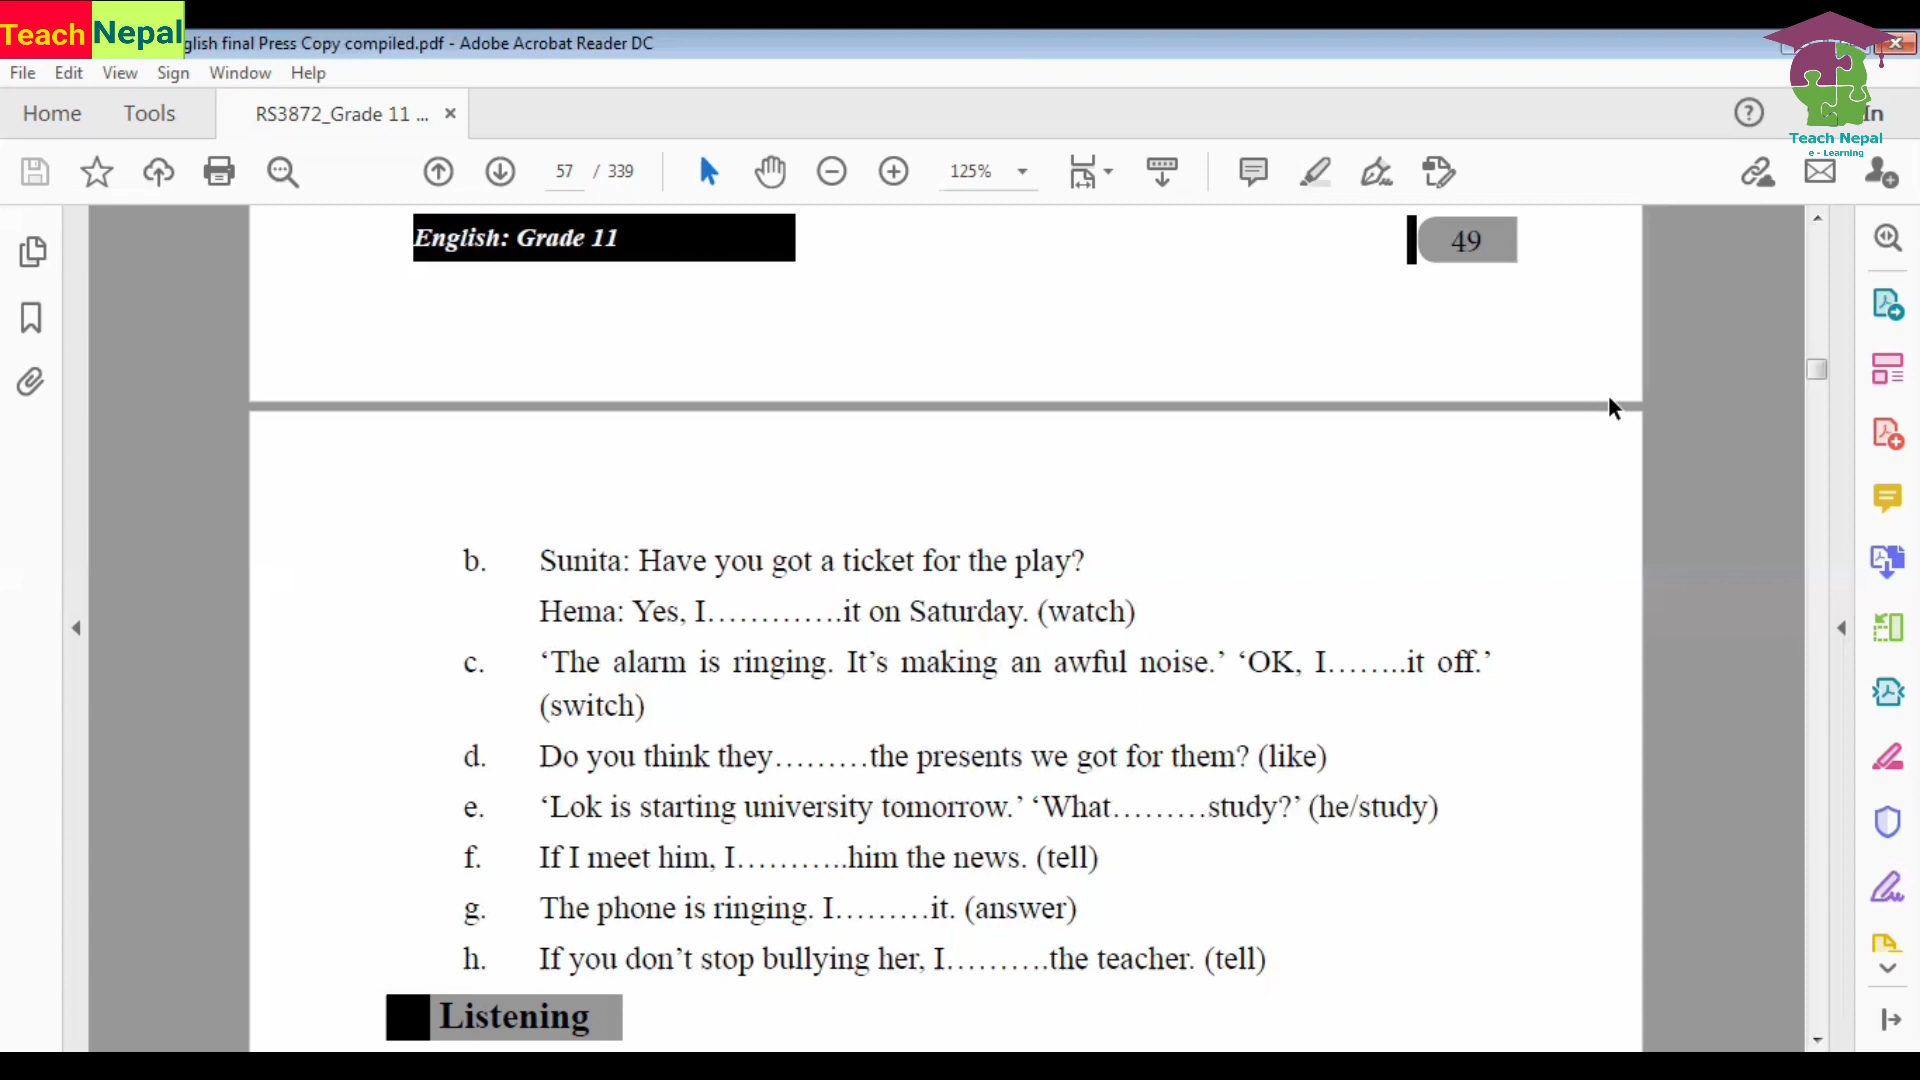 Teach Nepal
glish final Press Copy compiled.pdf - Adobe Acrobat Reader DC
File Edit View Sign Window Help
Home Tools RS3872_Grade 11 ... ×
In
Teach Nepal
e - Learning
57 / 339 125%
English: Grade 11 49
b. Sunita: Have you got a ticket for the play?
Hema: Yes, I………….it on Saturday. (watch)
c. ‘The alarm is ringing. It’s making an awful noise.’ ‘OK, I……..it off.’
(switch)
d. Do you think they………the presents we got for them? (like)
e. ‘Lok is starting university tomorrow.’ ‘What………study?’ (he/study)
f. If I meet him, I………..him the news. (tell)
g. The phone is ringing. I………it. (answer)
h. If you don’t stop bullying her, I……….the teacher. (tell)
Listening